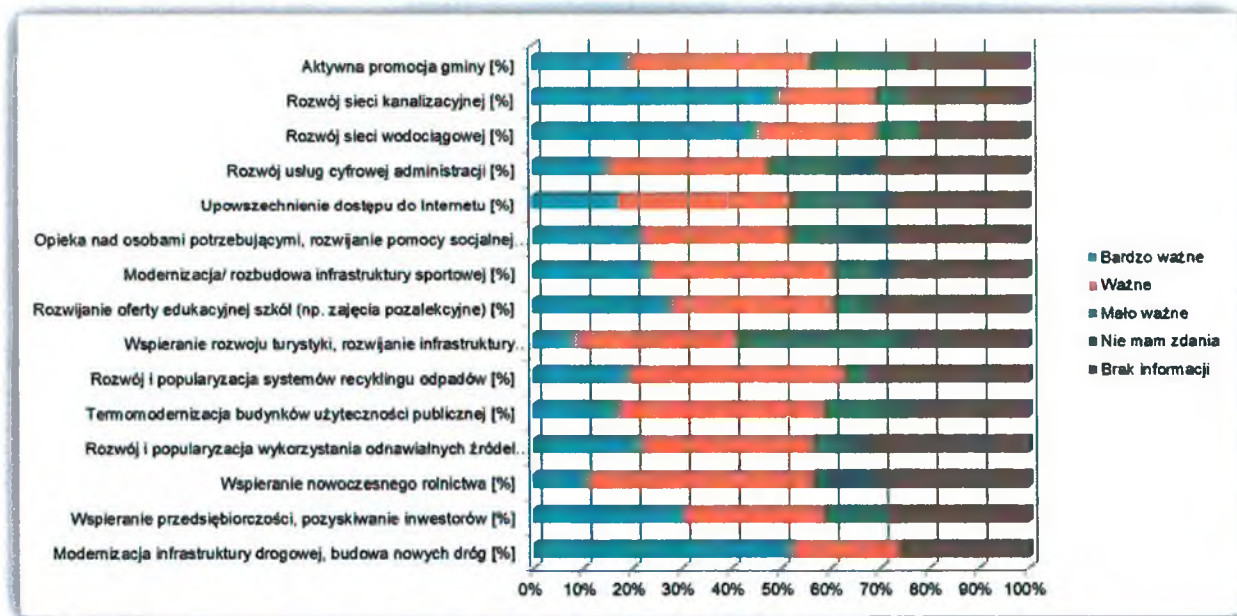 Aktywna promocja gminy [%]
Rozwój sieci kanalizacyjnej [%]
Rozwój sieci wodociągowej [%]
Rozwój usług cyfrowej administracji [%]
Upowszechnienie dostępu do Internetu [%]
Opieka nad osobami potrzebującymi, rozwijanie pomocy socjalnej..
Modernizacja/ rozbudowa infrastruktury sportowej [%]
Rozwijanie oferty edukacyjnej szkół (np. zajęcia pozalekcyjne) [%]
Wspieranie rozwoju turystyki, rozwijanie infrastruktury..
Rozwój i popularyzacja systemów recyklingu odpadów [%]
Termomodernizacja budynków użyteczności publicznej [%]
Rozwój i popularyzacja wykorzystania odnawialnych źródeł..
Wspieranie nowoczesnego rolnictwa [%]
Wspieranie przedsiębiorczości, pozyskiwanie inwestorów [%]
Modernizacja infrastruktury drogowej, budowa nowych dróg [%]
0% 10% 20% 30% 40% 50% 60% 70% 80% 90% 100%
Bardzo ważne
Ważne
Mało ważne
Nie mam zdania
Brak informacji